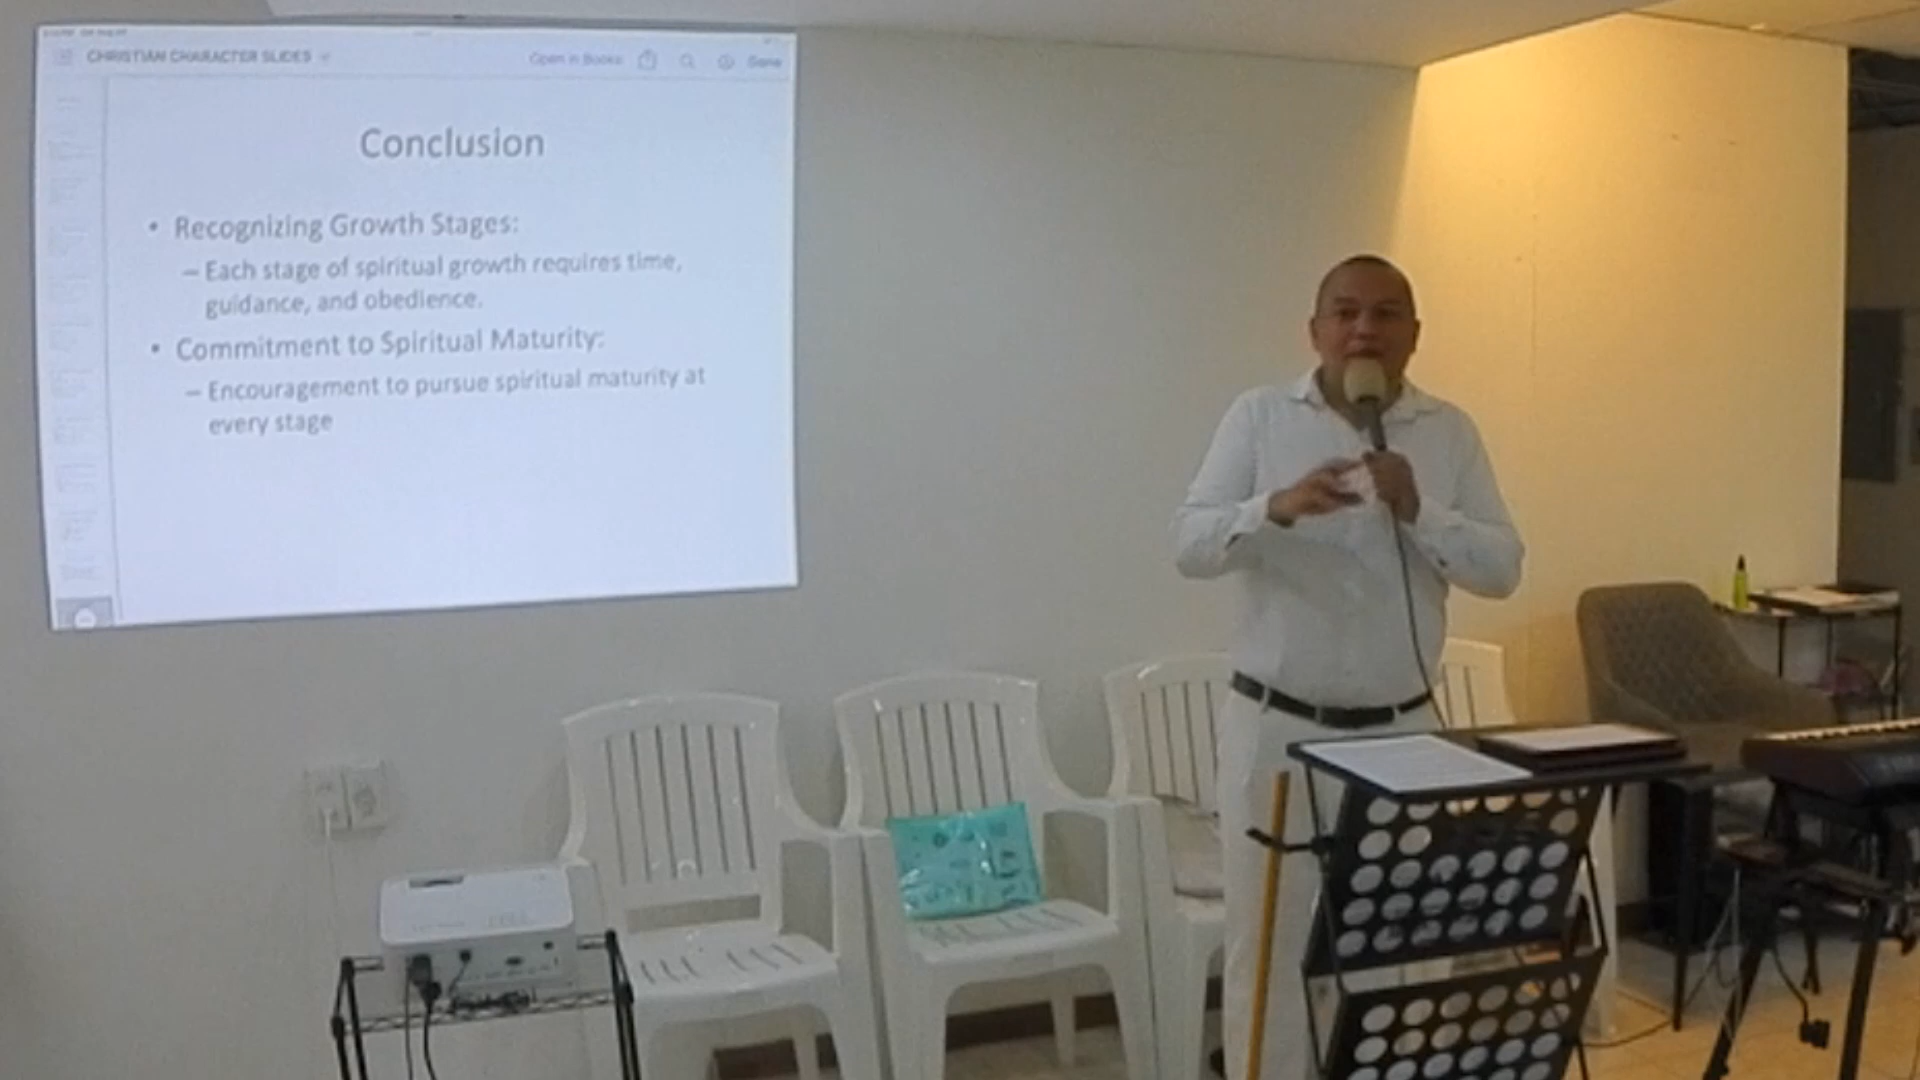 CHRISTIAN CHARACTER SLIDES
Open in Books
Done
Conclusion
• Recognizing Growth Stages:
– Each stage of spiritual growth requires time,
guidance, and obedience.
• Commitment to Spiritual Maturity:
– Encouragement to pursue spiritual maturity at
every stage